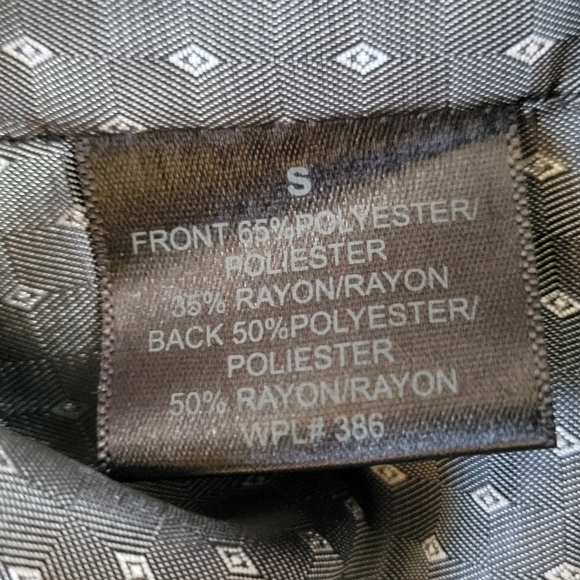 S
FRONT 65%POLYESTER/
POLIESTER
35% RAYON/RAYON
BACK 50%POLYESTER/
POLIESTER
50% RAYON/RAYON
WPL# 386